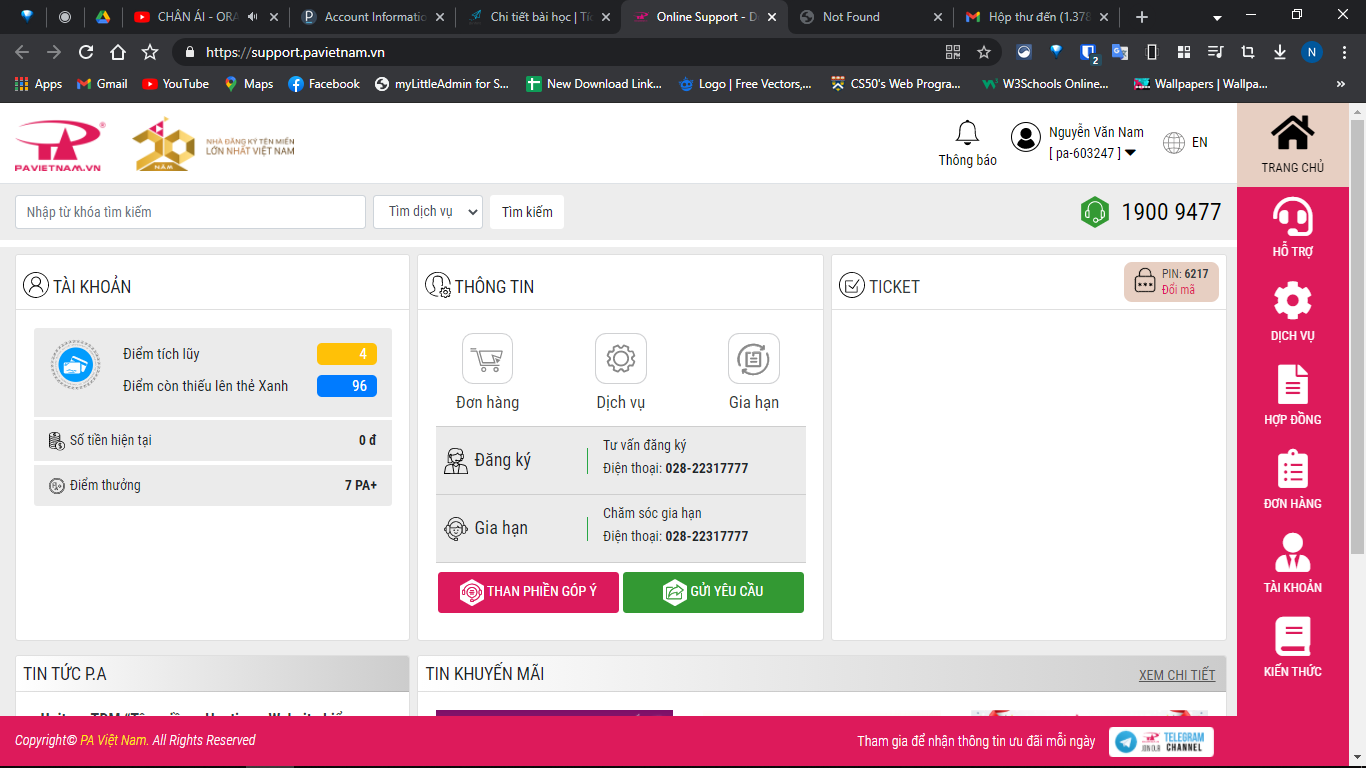 CHÂN ÁI - ORA
Account Informatio
Chi tiết bài học | Tíc
Online Support - D
Not Found
Hộp thư đến (1.378
https://support.pavietnam.vn
2
N
Apps
Gmail
YouTube
Maps
Facebook
myLittleAdmin for S...
New Download Link...
Logo | Free Vectors,...
CS50's Web Progra...
W3Schools Online...
Wallpapers | Wallpa...
PAVIETNAM.VN
20 NĂM
NHÀ ĐĂNG KÝ TÊN MIỀN
LỚN NHẤT VIỆT NAM
Thông báo
Nguyễn Văn Nam
[ pa-603247 ]
EN
TRANG CHỦ
Nhập từ khóa tìm kiếm
Tìm dịch vụ
Tìm kiếm
1900 9477
HỖ TRỢ
DỊCH VỤ
HỢP ĐỒNG
ĐƠN HÀNG
TÀI KHOẢN
KIẾN THỨC
TÀI KHOẢN
Điểm tích lũy
4
Điểm còn thiếu lên thẻ Xanh
96
Số tiền hiện tại
0 đ
Điểm thưởng
7 PA+
THÔNG TIN
Đơn hàng
Dịch vụ
Gia hạn
Đăng ký
Tư vấn đăng ký
Điện thoại: 028-22317777
Gia hạn
Chăm sóc gia hạn
Điện thoại: 028-22317777
THAN PHIỀN GÓP Ý
GỬI YÊU CẦU
TICKET
PIN: 6217
Đổi mã
TIN TỨC P.A
TIN KHUYẾN MÃI
XEM CHI TIẾT
Copyright© PA Việt Nam. All Rights Reserved
Tham gia để nhận thông tin ưu đãi mỗi ngày
JOIN OUR
TELEGRAM
CHANNEL